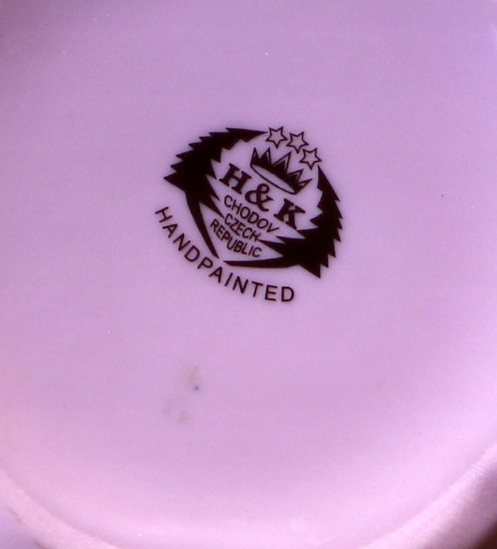 H & K
CHODOV
CZECH
REPUBLIC
HANDPAINTED